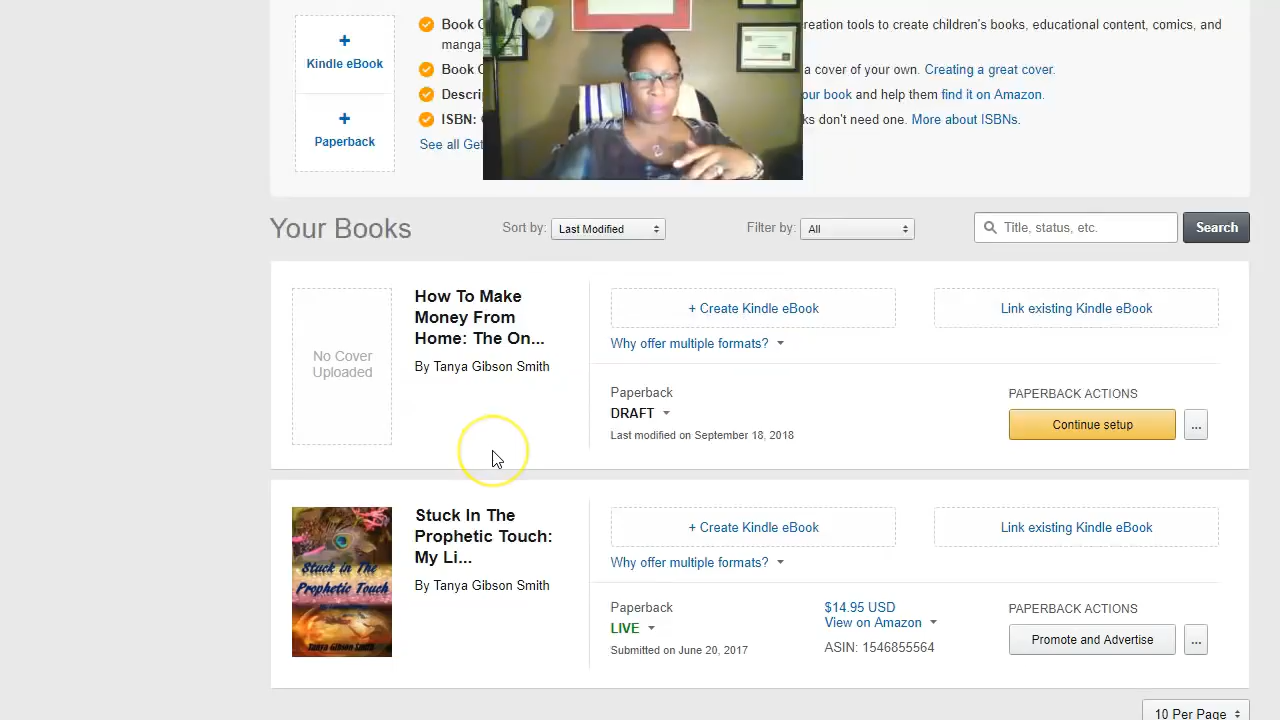 +
Kindle eBook
+
Paperback
Book C
reation tools to create children's books, educational content, comics, and
manga
Book C
a cover of your own. Creating a great cover.
Descri
our book and help them find it on Amazon.
ISBN:
ks don't need one. More about ISBNs.
See all Get
Your Books
Sort by: Last Modified
Filter by: All
Title, status, etc.
Search
No Cover
Uploaded
How To Make
Money From
Home: The On...
By Tanya Gibson Smith
+ Create Kindle eBook
Link existing Kindle eBook
Why offer multiple formats?
Paperback
DRAFT
Last modified on September 18, 2018
PAPERBACK ACTIONS
Continue setup
...
Stuck in The
Prophetic Touch
Tanya Gibson Smith
Stuck In The
Prophetic Touch:
My Li...
By Tanya Gibson Smith
+ Create Kindle eBook
Link existing Kindle eBook
Why offer multiple formats?
Paperback
LIVE
Submitted on June 20, 2017
$14.95 USD
View on Amazon
ASIN: 1546855564
PAPERBACK ACTIONS
Promote and Advertise
...
10 Per Page